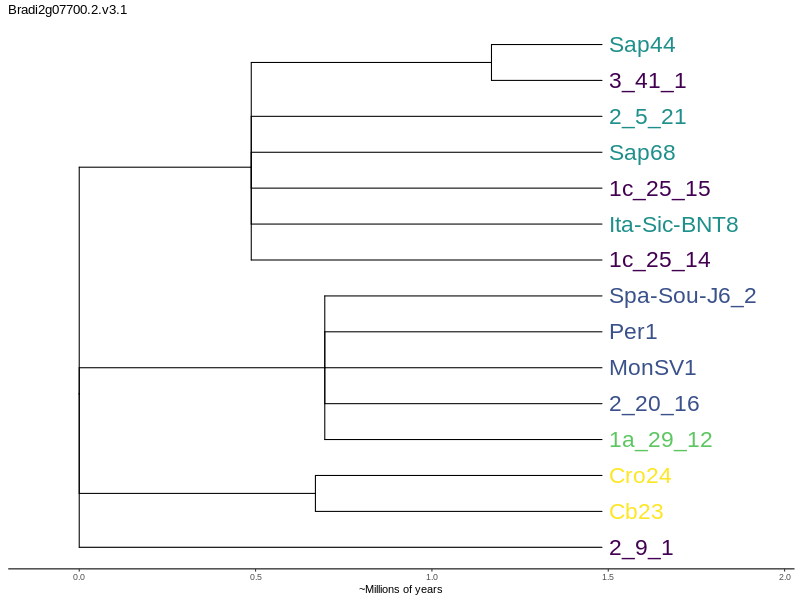 Bradi2g07700.2.v3.1
Sap44
3_41_1
2_5_21
Sap68
1c_25_15
Ita-Sic-BNT8
1c_25_14
Spa-Sou-J6_2
Per1
MonSV1
2_20_16
1a_29_12
Cro24
Cb23
2_9_1
0.0 0.5 1.0 1.5 2.0
~Millions of years